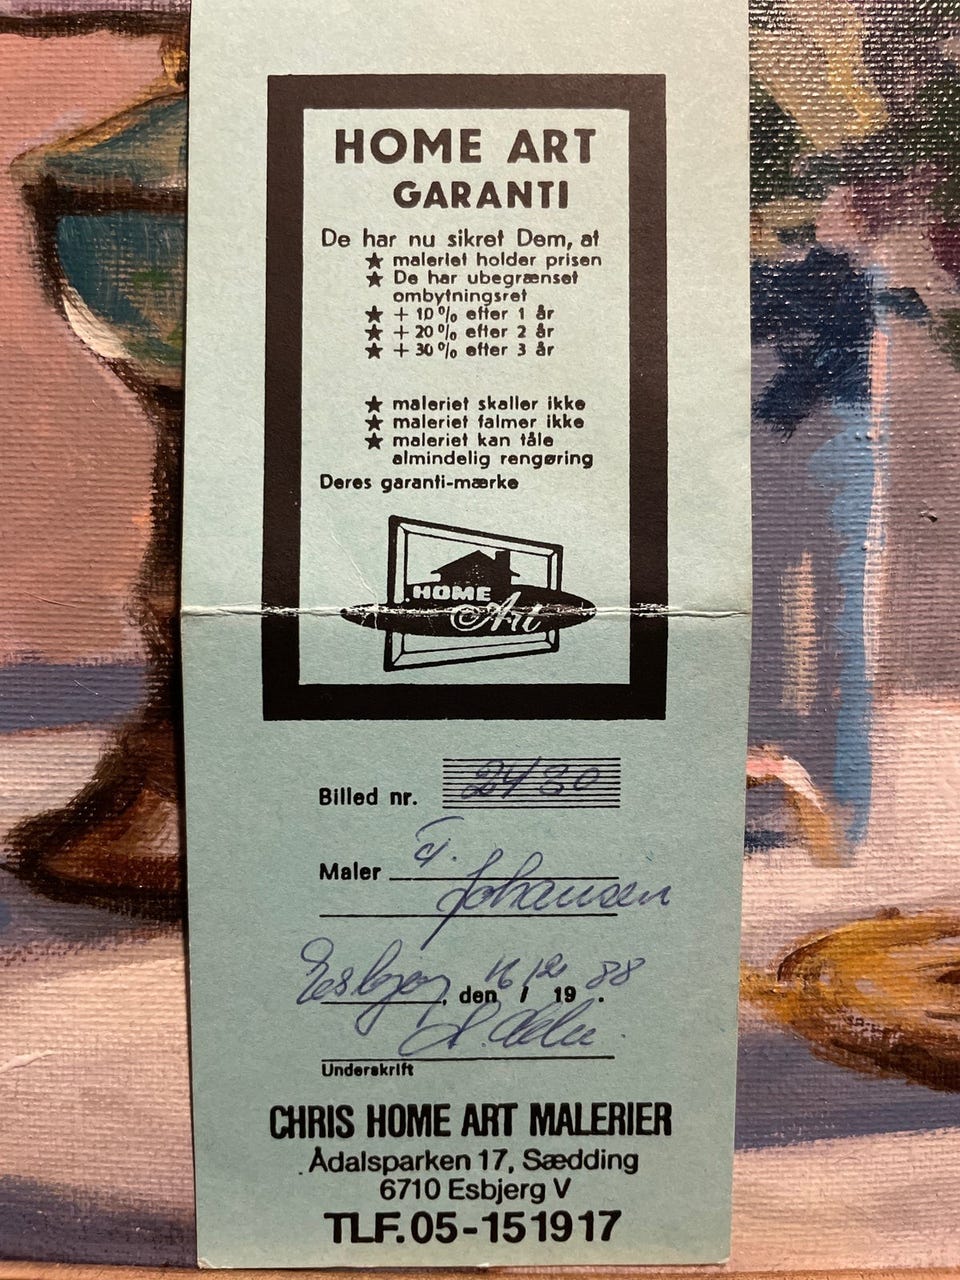 HOME ART
GARANTI
De har nu sikret Dem, at
★ maleriet holder prisen
★ De har ubegrænset
ombytningsret
★ + 10% efter 1 år
★ + 20% efter 2 år
★ + 30% efter 3 år
★ maleriet skaller ikke
★ maleriet falmer ikke
★ maleriet kan tåle
almindelig rengøring
Deres garanti-mærke
HOME
Art
Billed nr. 2480
Maler
Johansen
Esbjerg, den 16/12 1988.
Underskrift
CHRIS HOME ART MALERIER
Ådalsparken 17, Sædding
6710 Esbjerg V
TLF. 05-151917